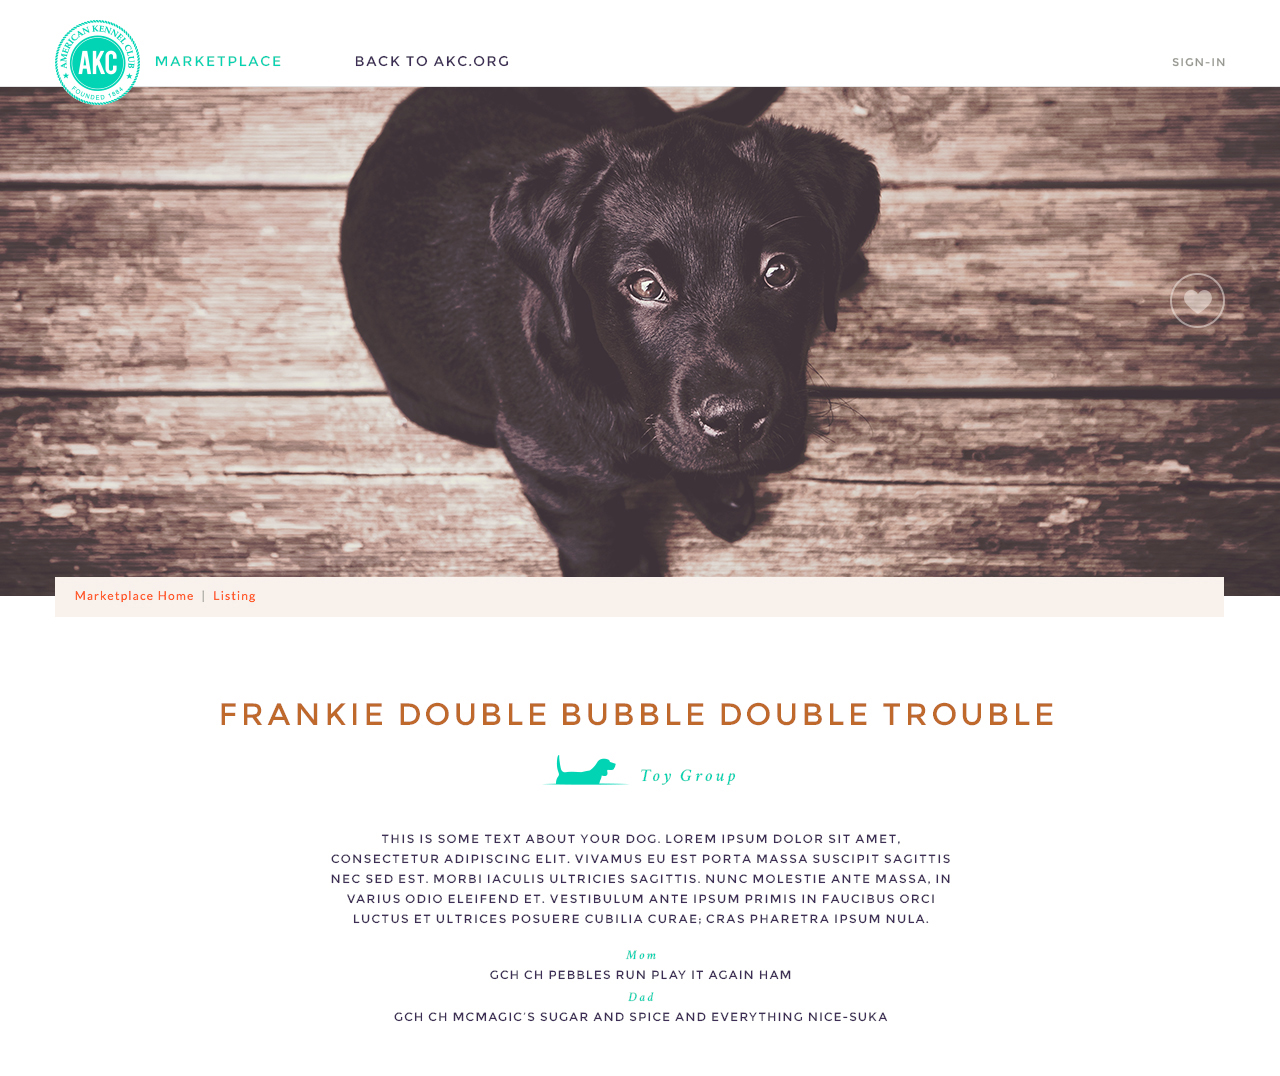 AMERICAN KENNEL CLUB
AKC
FOUNDED 1884
MARKETPLACE
BACK TO AKC.ORG
SIGN-IN
Marketplace Home | Listing
FRANKIE DOUBLE BUBBLE DOUBLE TROUBLE
Toy Group
THIS IS SOME TEXT ABOUT YOUR DOG. LOREM IPSUM DOLOR SIT AMET,
CONSECTETUR ADIPISCING ELIT. VIVAMUS EU EST PORTA MASSA SUSCIPIT SAGITTIS
NEC SED EST. MORBI IACULIS ULTRICIES SAGITTIS. NUNC MOLESTIE ANTE MASSA, IN
VARIUS ODIO ELEIFEND ET. VESTIBULUM ANTE IPSUM PRIMIS IN FAUCIBUS ORCI
LUCTUS ET ULTRICES POSUERE CUBILIA CURAE; CRAS PHARETRA IPSUM NULA.
Mom
GCH CH PEBBLES RUN PLAY IT AGAIN HAM
Dad
GCH CH MCMAGIC'S SUGAR AND SPICE AND EVERYTHING NICE-SUKA